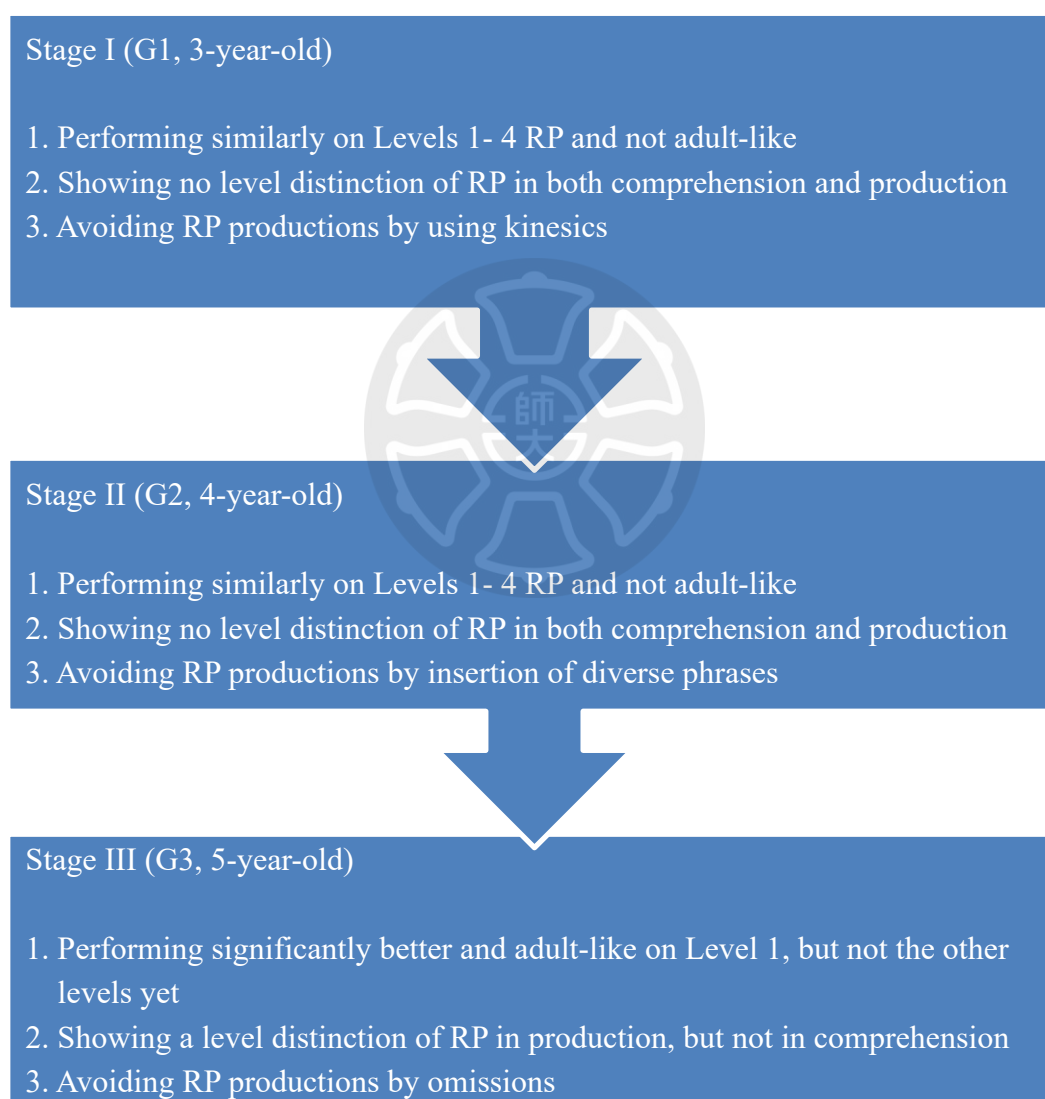 Stage I (G1, 3-year-old)
1. Performing similarly on Levels 1- 4 RP and not adult-like
2. Showing no level distinction of RP in both comprehension and production
3. Avoiding RP productions by using kinesics
師
大
Stage II (G2, 4-year-old)
1. Performing similarly on Levels 1- 4 RP and not adult-like
2. Showing no level distinction of RP in both comprehension and production
3. Avoiding RP productions by insertion of diverse phrases
Stage III (G3, 5-year-old)
1. Performing significantly better and adult-like on Level 1, but not the other
levels yet
2. Showing a level distinction of RP in production, but not in comprehension
3. Avoiding RP productions by omissions